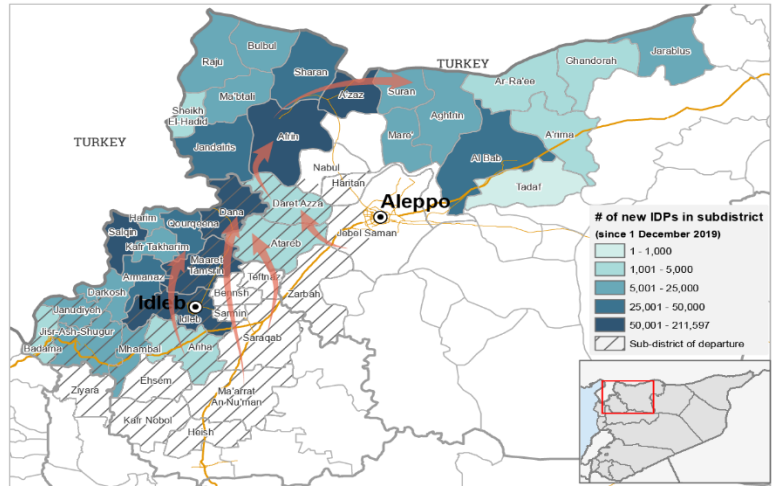 TURKEY
Bulbul
Raju
Sharan
Ma'btali
A'zaz
Suran
Aghtrin
Ar-Ra'ee
Ghandorah
Jarablus
Sheikh
El-Hadid
TURKEY
Jandairis
Afrin
Mare'
A'rima
Al Bab
Tadaf
Nabul
Haritan
Daret Azza
Aleppo
Jebel Saman
Harim
Dana
Salqin
Qourqeena
Kafr Takharim
Atareb
Maaret
Tamsrin
Armanaz
Teftnaz
Zarbah
Darkosh
Idleb
Bennsh
Sarmin
Idleb
Janudiyeh
Saraqab
Jisr-Ash-Shugur
Badama
Mhambal
Ariha
Ehsem
Ma'arrat
An-Nu'man
Ziyara
Kafr Nobol
Heish
# of new IDPs in subdistrict
(since 1 December 2019)
1 - 1,000
1,001 - 5,000
5,001 - 25,000
25,001 - 50,000
50,001 - 211,597
Sub-district of departure